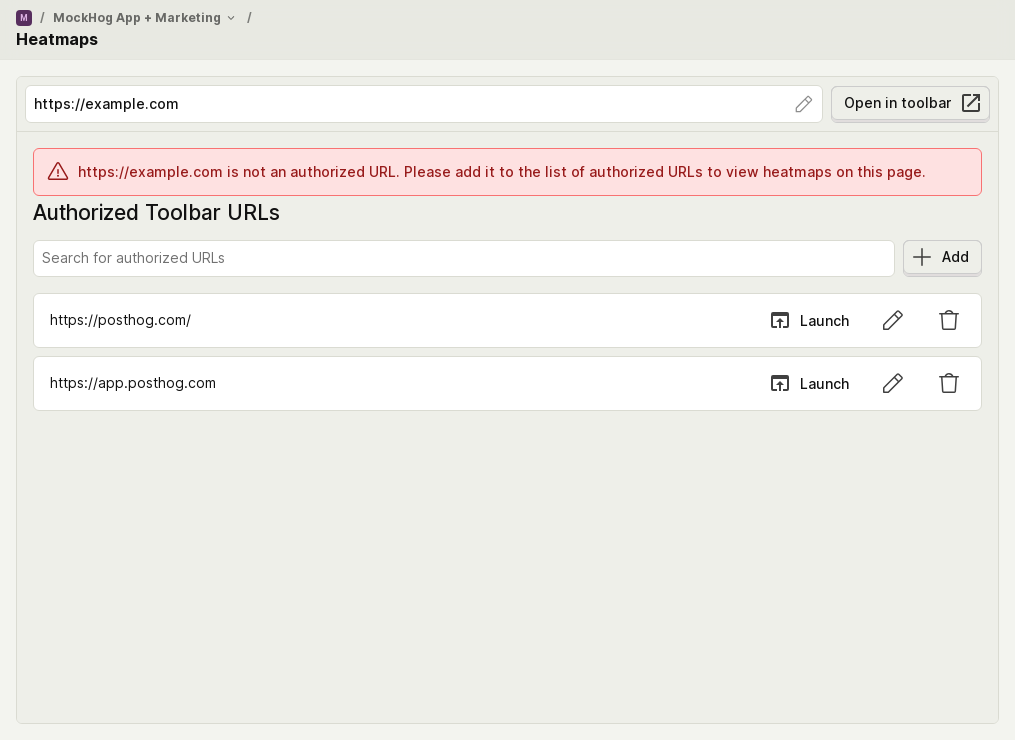 M / MockHog App + Marketing /
Heatmaps
https://example.com
Open in toolbar
https://example.com is not an authorized URL. Please add it to the list of authorized URLs to view heatmaps on this page.
Authorized Toolbar URLs
Search for authorized URLs
Add
https://posthog.com/
Launch
https://app.posthog.com
Launch